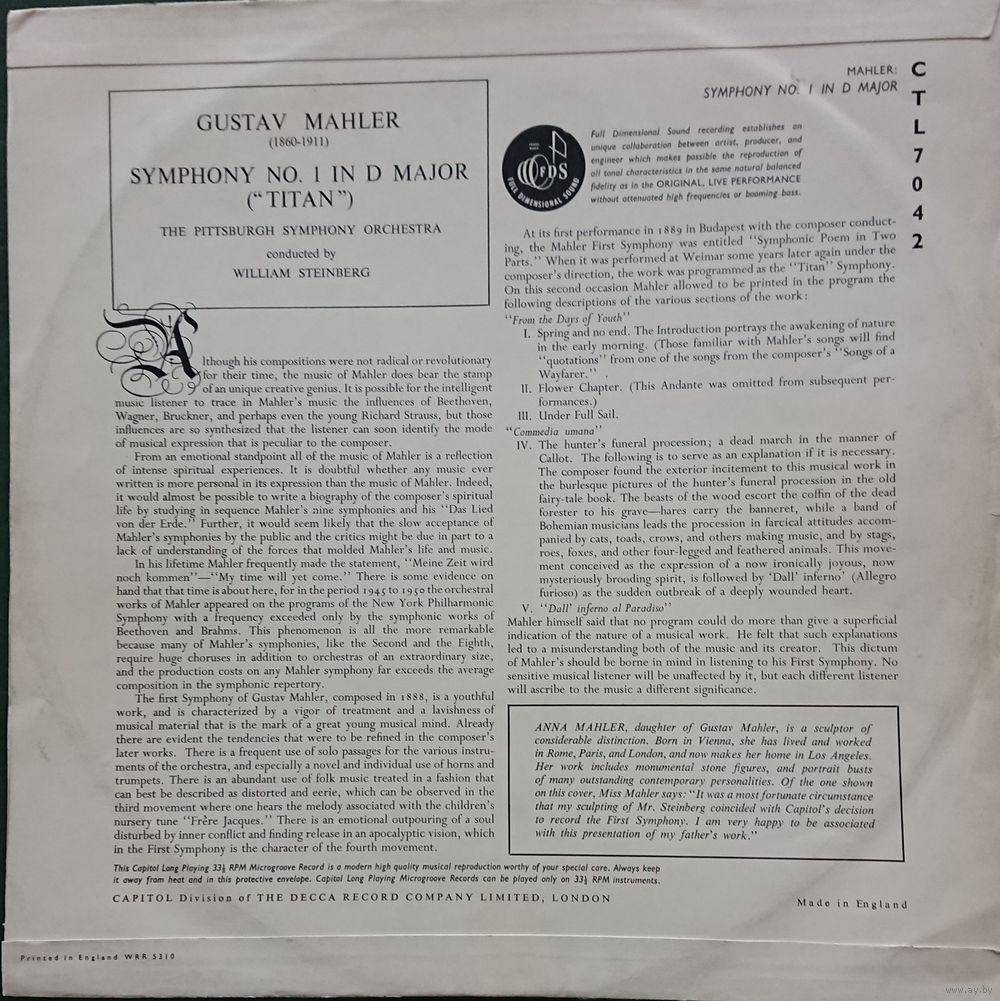 GUSTAV MAHLER
(1860-1911)
SYMPHONY NO. 1 IN D MAJOR
("TITAN")
THE PITTSBURGH SYMPHONY ORCHESTRA
conducted by
WILLIAM STEINBERG
Although his compositions were not radical or revolutionary
for their time, the music of Mahler does bear the stamp
of an unique creative genius. It is possible for the intelligent
music listener to trace in Mahler's music the influences of Beethoven,
Wagner, Bruckner, and perhaps even the young Richard Strauss, but those
influences are so synthesized that the listener can soon identify the mode
of musical expression that is peculiar to the composer.
From an emotional standpoint all of the music of Mahler is a reflection
of intense spiritual experiences. It is doubtful whether any music ever
written is more personal in its expression than the music of Mahler. Indeed,
it would almost be possible to write a biography of the composer's spiritual
life by studying in sequence Mahler's nine symphonies and his "Das Lied
von der Erde." Further, it would seem likely that the slow acceptance of
Mahler's symphonies by the public and the critics might be due in part to a
lack of understanding of the forces that molded Mahler's life and music.
In his lifetime Mahler frequently made the statement, "Meine Zeit wird
noch kommen"—"My time will yet come." There is some evidence on
hand that that time is about here, for in the period 1945 to 1950 the orchestral
works of Mahler appeared on the programs of the New York Philharmonic
Symphony with a frequency exceeded only by the symphonic works of
Beethoven and Brahms. This phenomenon is all the more remarkable
because many of Mahler's symphonies, like the Second and the Eighth,
require huge choruses in addition to orchestras of an extraordinary size,
and the production costs on any Mahler symphony far exceeds the average
composition in the symphonic repertory.
The first Symphony of Gustav Mahler, composed in 1888, is a youthful
work, and is characterized by a vigor of treatment and a lavishness of
musical material that is the mark of a great young musical mind. Already
there are evident the tendencies that were to be refined in the composer's
later works. There is a frequent use of solo passages for the various instru-
ments of the orchestra, and especially a novel and individual use of horns and
trumpets. There is an abundant use of folk music treated in a fashion that
can best be described as distorted and eerie, which can be observed in the
third movement where one hears the melody associated with the children's
nursery tune "Frère Jacques." There is an emotional outpouring of a soul
disturbed by inner conflict and finding release in an apocalyptic vision, which
in the First Symphony is the character of the fourth movement.
MAHLER:
SYMPHONY NO. 1 IN D MAJOR
CTL7042
FDS
FULL DIMENSIONAL SOUND
Full Dimensional Sound recording establishes an
unique collaboration between artist, producer, and
engineer which makes possible the reproduction of
all tonal characteristics in the same natural balanced
fidelity as in the ORIGINAL, LIVE PERFORMANCE
without attenuated high frequencies or booming bass.
At its first performance in 1889 in Budapest with the composer conduct-
ing, the Mahler First Symphony was entitled "Symphonic Poem in Two
Parts." When it was performed at Weimar some years later again under the
composer's direction, the work was programmed as the "Titan" Symphony.
On this second occasion Mahler allowed to be printed in the program the
following descriptions of the various sections of the work:
"From the Days of Youth"
I. Spring and no end. The Introduction portrays the awakening of nature
in the early morning. (Those familiar with Mahler's songs will find
"quotations" from one of the songs from the composer's "Songs of a
Wayfarer."
II. Flower Chapter. (This Andante was omitted from subsequent per-
formances.)
III. Under Full Sail.
"Commedia umana"
IV. The hunter's funeral procession; a dead march in the manner of
Callot. The following is to serve as an explanation if it is necessary.
The composer found the exterior incitement to this musical work in
the burlesque pictures of the hunter's funeral procession in the old
fairy-tale book. The beasts of the wood escort the coffin of the dead
forester to his grave—hares carry the banneret, while a band of
Bohemian musicians leads the procession in farcical attitudes accom-
panied by cats, toads, crows, and others making music, and by stags,
roes, foxes, and other four-legged and feathered animals. This move-
ment conceived as the expression of a now ironically joyous, now
mysteriously brooding spirit, is followed by 'Dall' inferno' (Allegro
furioso) as the sudden outbreak of a deeply wounded heart.
V. "Dall' inferno al Paradiso"
Mahler himself said that no program could do more than give a superficial
indication of the nature of a musical work. He felt that such explanations
led to a misunderstanding both of the music and its creator. This dictum
of Mahler's should be borne in mind in listening to his First Symphony. No
sensitive musical listener will be unaffected by it, but each different listener
will ascribe to the music a different significance.
ANNA MAHLER, daughter of Gustav Mahler, is a sculptor of
considerable distinction. Born in Vienna, she has lived and worked
in Rome, Paris, and London, and now makes her home in Los Angeles.
Her work includes monumental stone figures, and portrait busts
of many outstanding contemporary personalities. Of the one shown
on this cover, Miss Mahler says: "It was a most fortunate circumstance
that my sculpting of Mr. Steinberg coincided with Capitol's decision
to record the First Symphony. I am very happy to be associated
with this presentation of my father's work."
This Capitol Long Playing 33⅓ RPM Microgroove Record is a modern high quality musical reproduction worthy of your special care. Always keep
it away from heat and in this protective envelope. Capitol Long Playing Microgroove Records can be played only on 33⅓ RPM instruments.
CAPITOL Division of THE DECCA RECORD COMPANY LIMITED, LONDON
Made in England
Printed in England WRR 5310
www.ay.by